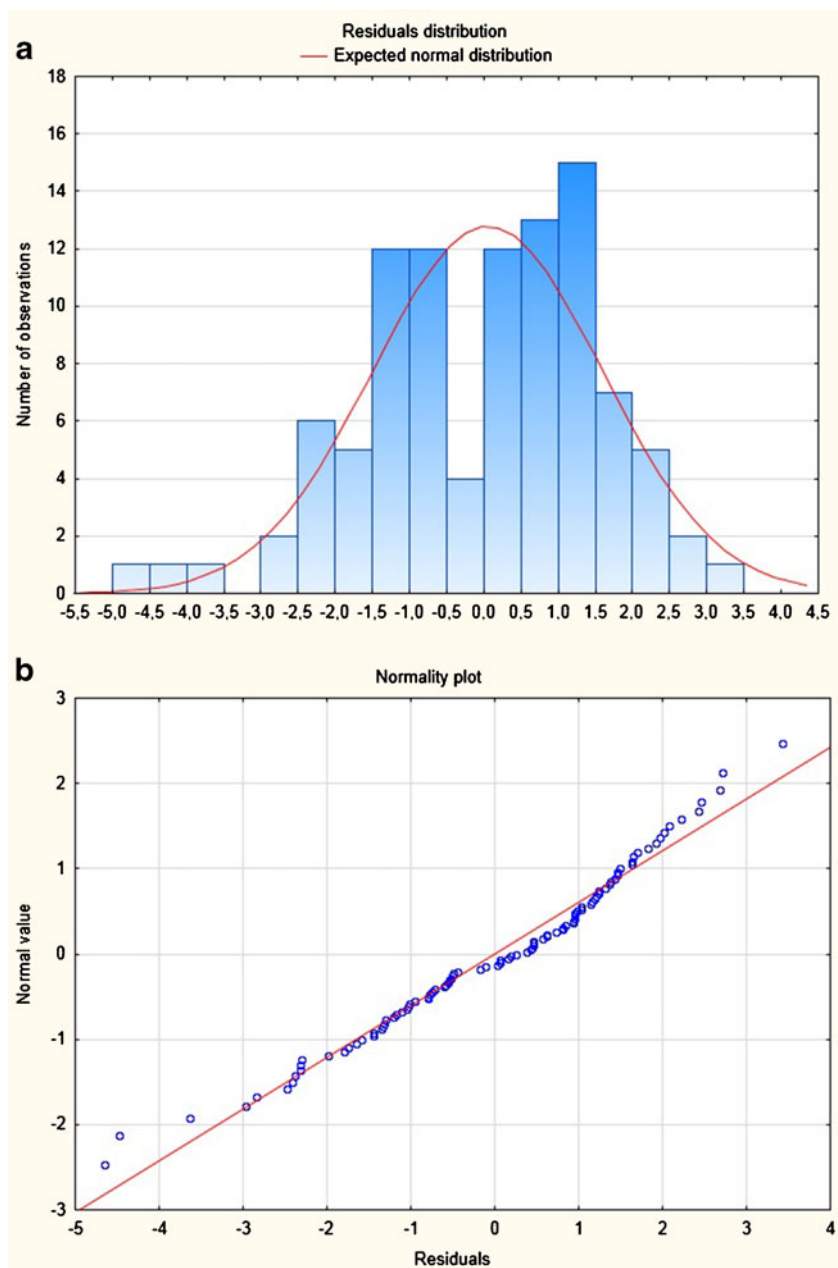 a
Residuals distribution
Expected normal distribution
Number of observations
18
16
14
12
10
8
6
4
2
0
-5,5 -5,0 -4,5 -4,0 -3,5 -3,0 -2,5 -2,0 -1,5 -1,0 -0,5 0,0 0,5 1,0 1,5 2,0 2,5 3,0 3,5 4,0 4,5
b
Normality plot
Normal value
3
2
1
0
-1
-2
-3
-5 -4 -3 -2 -1 0 1 2 3 4
Residuals